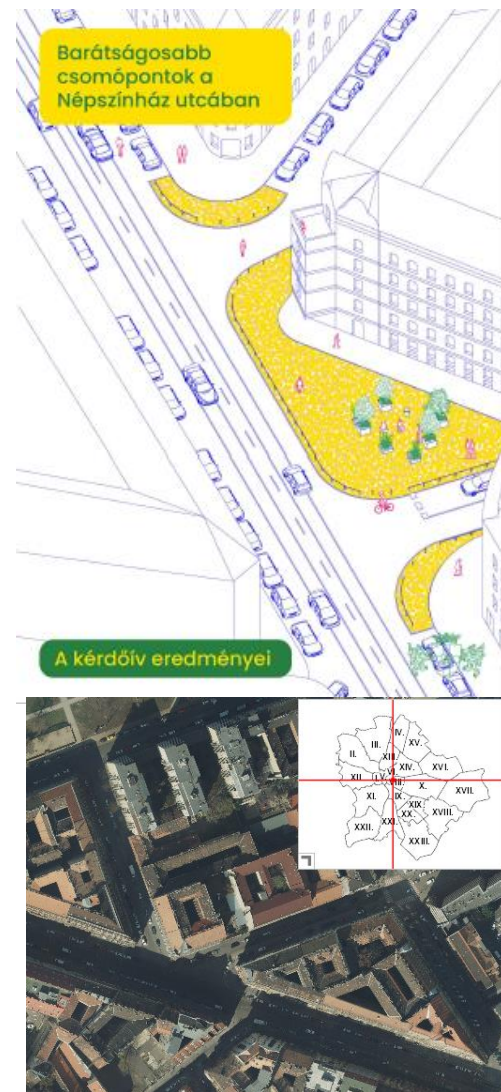 Barátságosabb
csomópontok a
Népszínház utcában
A kérdőív eredményei
IV.
III.
XV.
II.
XIII.
XIV.
XVI.
XII.
X.
XVII.
XI.
IX.
XIX.
XVIII.
XX.
XXII.
XXI.
XXIII.